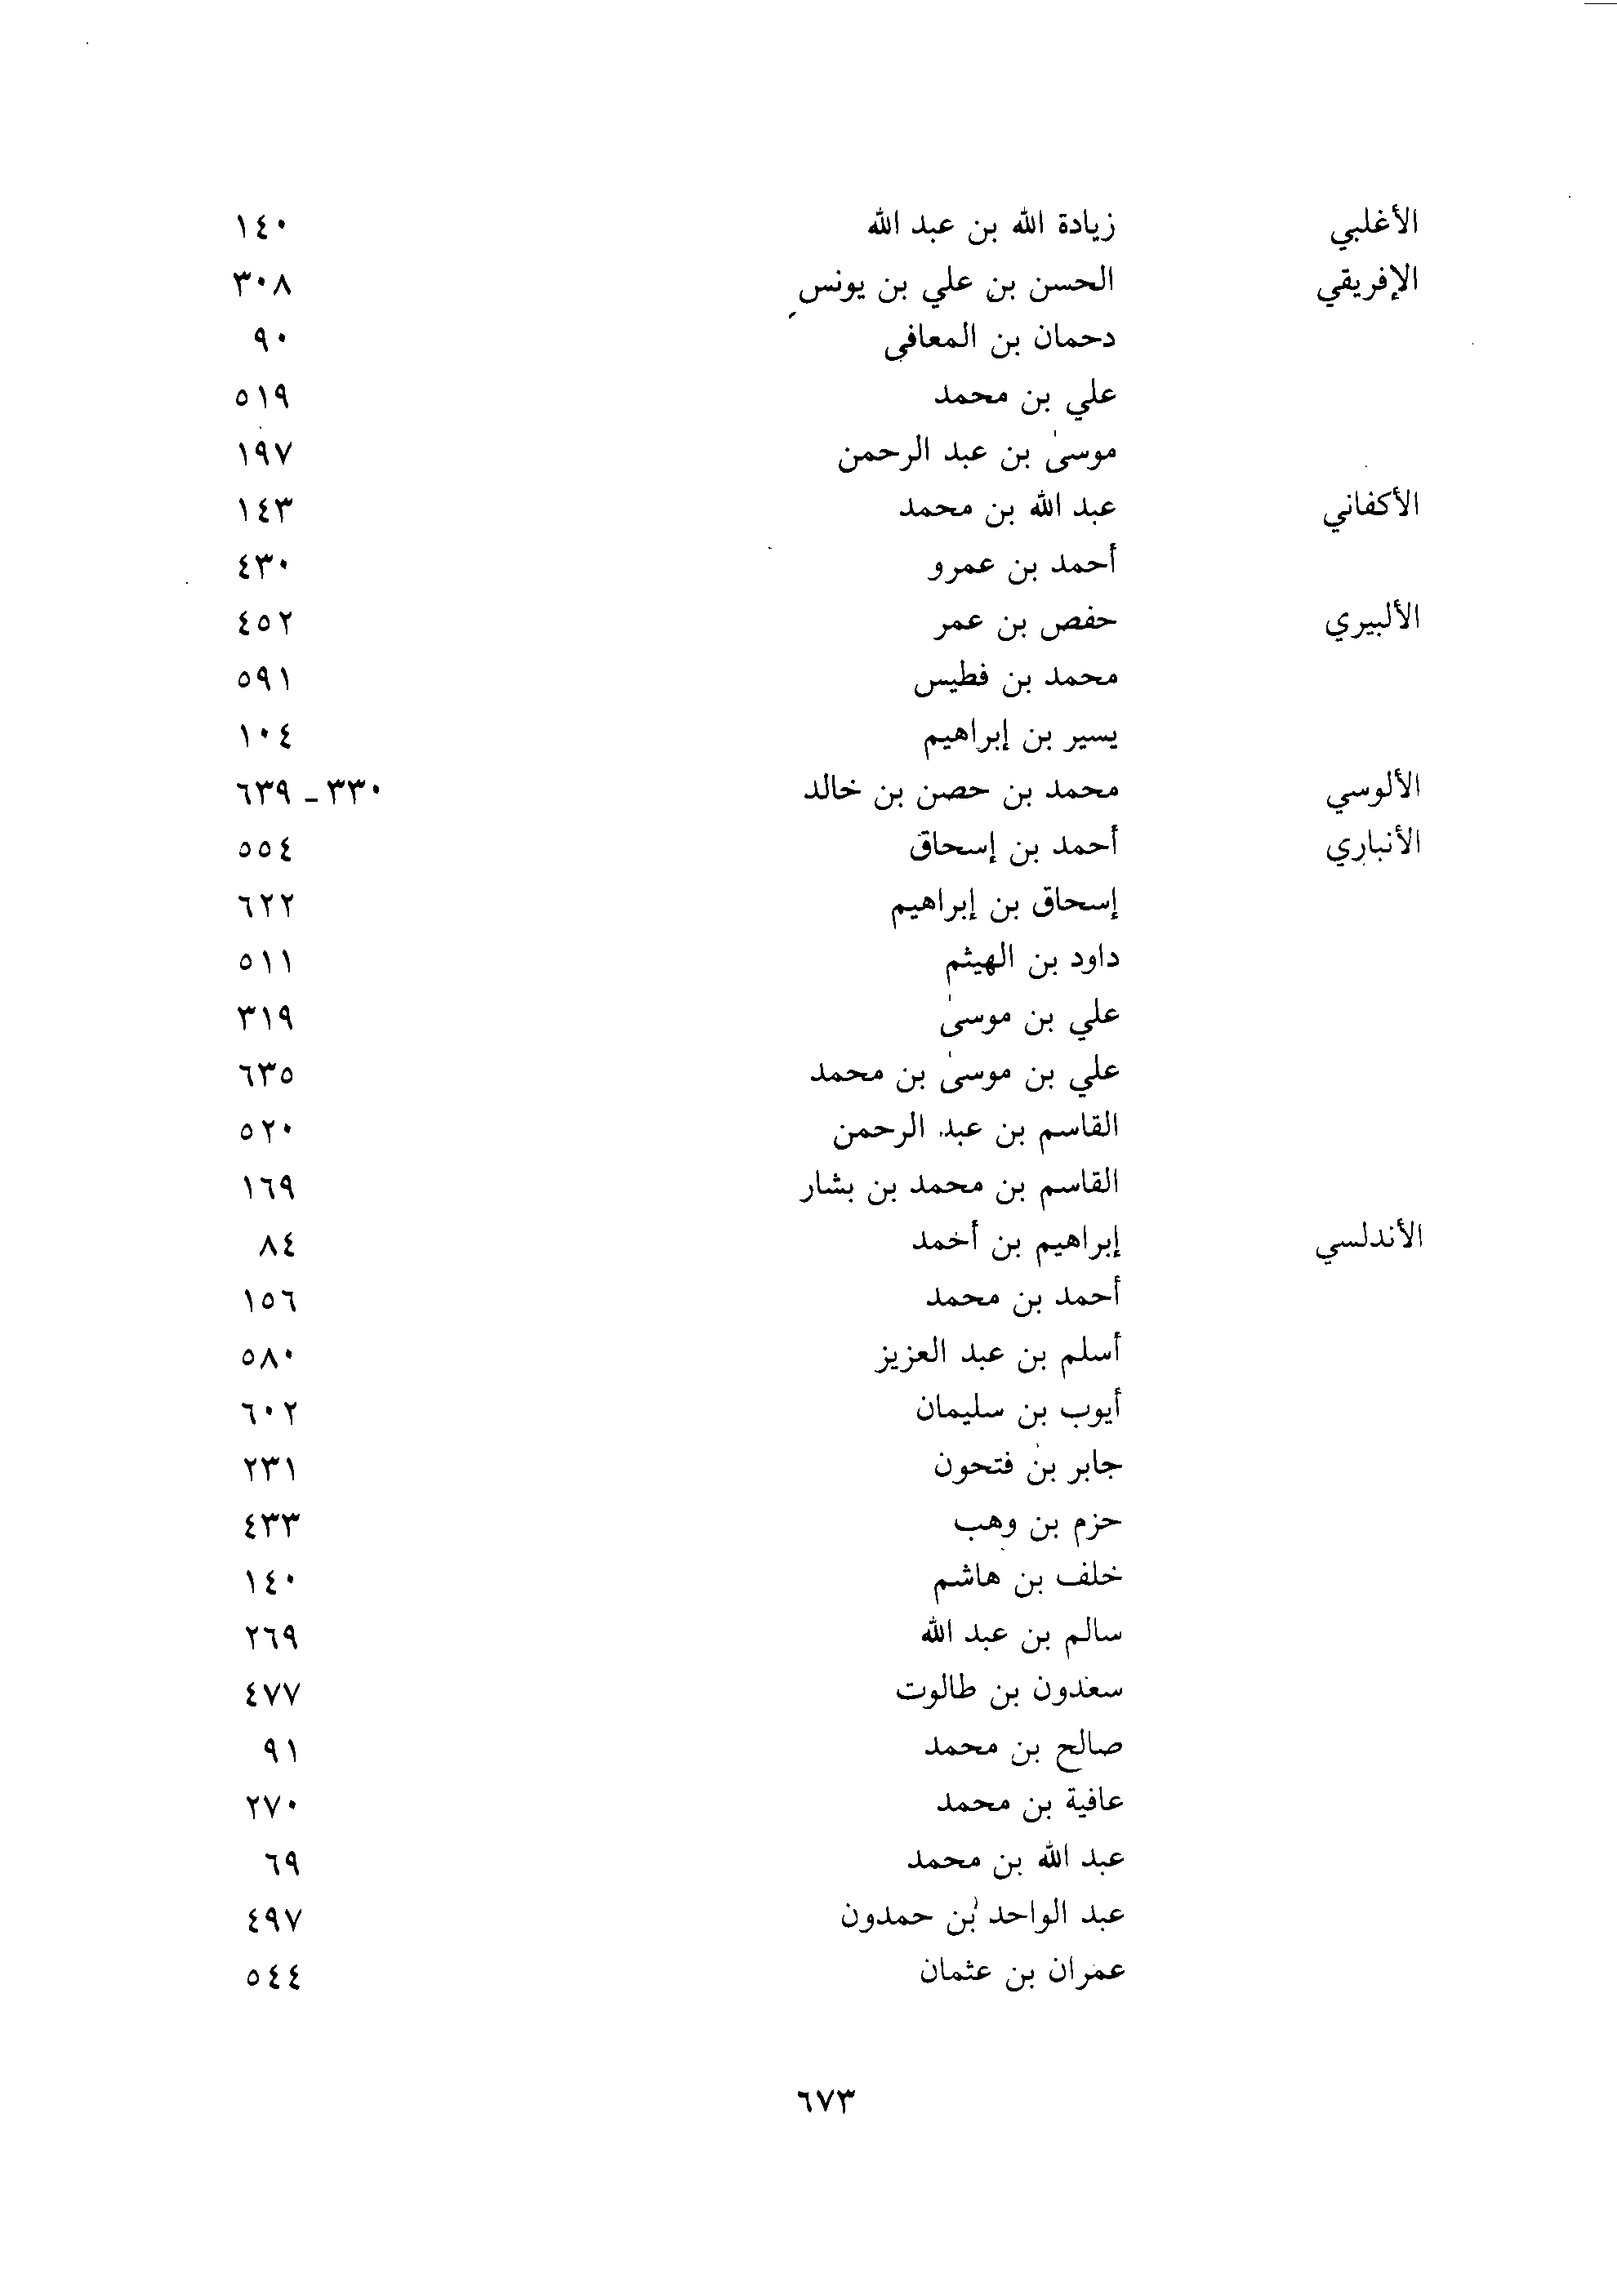 الأغلبي زيادة الله بن عبد الله ١٤٠
الإفريقي الحسن بن علي بن يونس ٣٠٨
دحمان بن المعافى ٩٠
علي بن محمد ٥١٩
موسىٰ بن عبد الرحمن ١٩٧
الأكفاني عبد الله بن محمد ١٤٣
أحمد بن عمرو ٤٣٠
الألبيري حفص بن عمر ٤٥٢
محمد بن فطيس ٥٩١
يسير بن إبراهيم ١٠٤
الألوسي محمد بن حصن بن خالد ٣٣٠ - ٦٣٩
الأنباري أحمد بن إسحاق ٥٥٤
إسحاق بن إبراهيم ٦٢٢
داود بن الهيثم ٥١١
علي بن موسىٰ ٣١٩
علي بن موسىٰ بن محمد ٦٣٥
القاسم بن عبد الرحمن ٥٢٠
القاسم بن محمد بن بشار ١٦٩
الأندلسي إبراهيم بن أحمد ٨٤
أحمد بن محمد ١٥٦
أسلم بن عبد العزيز ٥٨٠
أيوب بن سليمان ٦٠٢
جابر بن فتحون ٢٣١
حزم بن وهب ٤٣٣
خلف بن هاشم ١٤٠
سالم بن عبد الله ٢٦٩
سعدون بن طالوت ٤٧٧
صالح بن محمد ٩١
عافية بن محمد ٢٧٠
عبد الله بن محمد ٦٩
عبد الواحد بن حمدون ٤٩٧
عمران بن عثمان ٥٤٤
٦٧٣